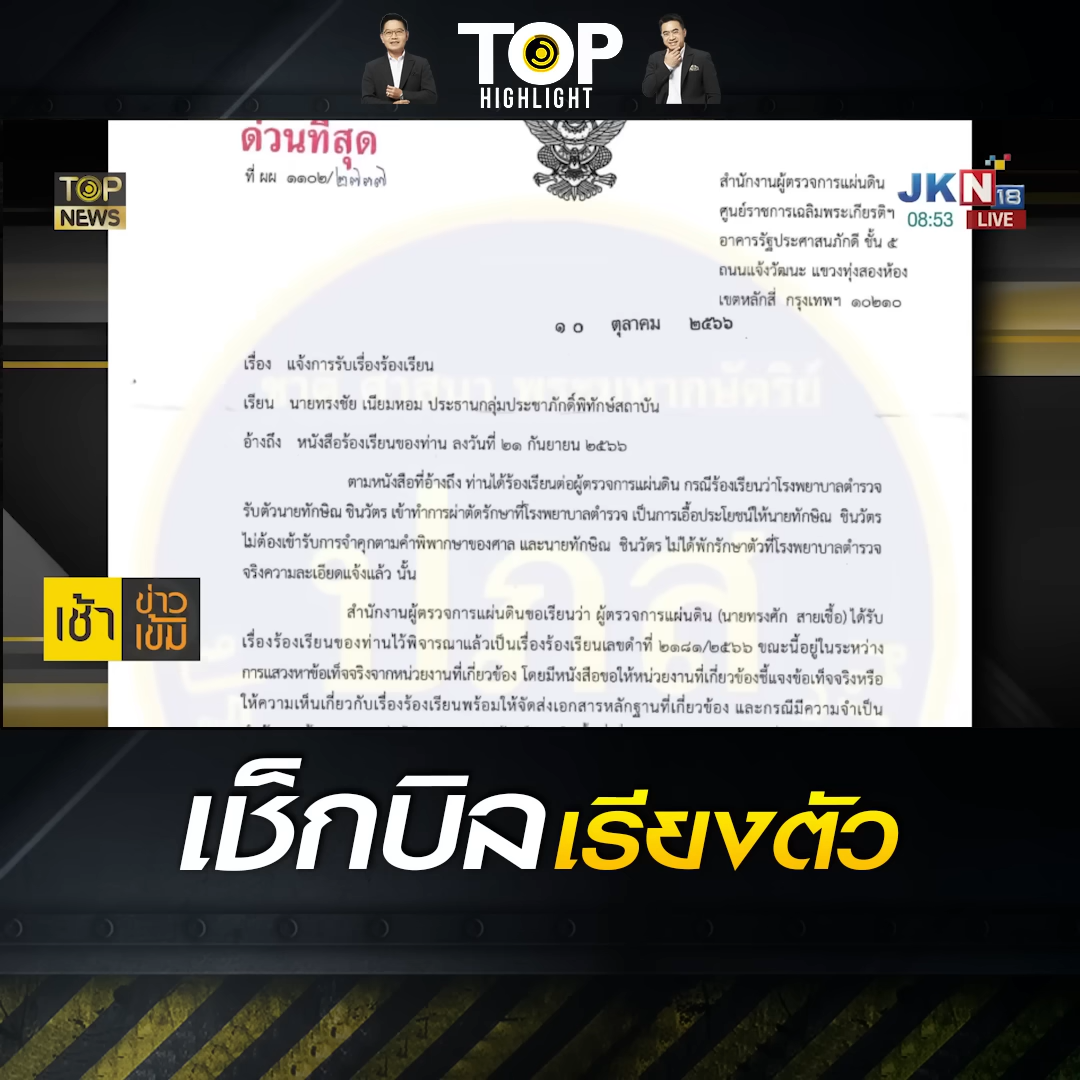 TOP
HIGHLIGHT
ด่วนที่สุด
ที่ ผผ ๑๑๐๒/๒๗๓๗
TOP
NEWS
สำนักงานผู้ตรวจการแผ่นดิน
ศูนย์ราชการเฉลิมพระเกียรติฯ
อาคารรัฐประศาสนภักดี ชั้น ๕
ถนนแจ้งวัฒนะ แขวงทุ่งสองห้อง
เขตหลักสี่ กรุงเทพฯ ๑๐๒๑๐
JKN18
08:53 LIVE
๑๐ ตุลาคม ๒๕๖๖
เรื่อง แจ้งการรับเรื่องร้องเรียน
ชาติ ศาสนา พระมหากษัตริย์
เรียน นายทรงชัย เนียมหอม ประธานกลุ่มประชาภักดิ์พิทักษ์สถาบัน
อ้างถึง หนังสือร้องเรียนของท่าน ลงวันที่ ๒๑ กันยายน ๒๕๖๖
ตามหนังสือที่อ้างถึง ท่านได้ร้องเรียนต่อผู้ตรวจการแผ่นดิน กรณีร้องเรียนว่าโรงพยาบาลตำรวจ
รับตัวนายทักษิณ ชินวัตร เข้าทำการผ่าตัดรักษาที่โรงพยาบาลตำรวจ เป็นการเอื้อประโยชน์ให้นายทักษิณ ชินวัตร
ไม่ต้องเข้ารับการจำคุกตามคำพิพากษาของศาล และนายทักษิณ ชินวัตร ไม่ได้พักรักษาตัวที่โรงพยาบาลตำรวจ
จริงความละเอียดแจ้งแล้ว นั้น
ปภส
สำนักงานผู้ตรวจการแผ่นดินขอเรียนว่า ผู้ตรวจการแผ่นดิน (นายทรงศัก สายเชื้อ) ได้รับ
เรื่องร้องเรียนของท่านไว้พิจารณาแล้วเป็นเรื่องร้องเรียนเลขดำที่ ๒๑๘๑/๒๕๖๖ ขณะนี้อยู่ในระหว่าง
การแสวงหาข้อเท็จจริงจากหน่วยงานที่เกี่ยวข้อง โดยมีหนังสือขอให้หน่วยงานที่เกี่ยวข้องชี้แจงข้อเท็จจริงหรือ
ให้ความเห็นเกี่ยวกับเรื่องร้องเรียนพร้อมให้จัดส่งเอกสารหลักฐานที่เกี่ยวข้อง และกรณีมีความจำเป็น
เช้า
ข่าว
เข้ม
เช็กบิลเรียงตัว